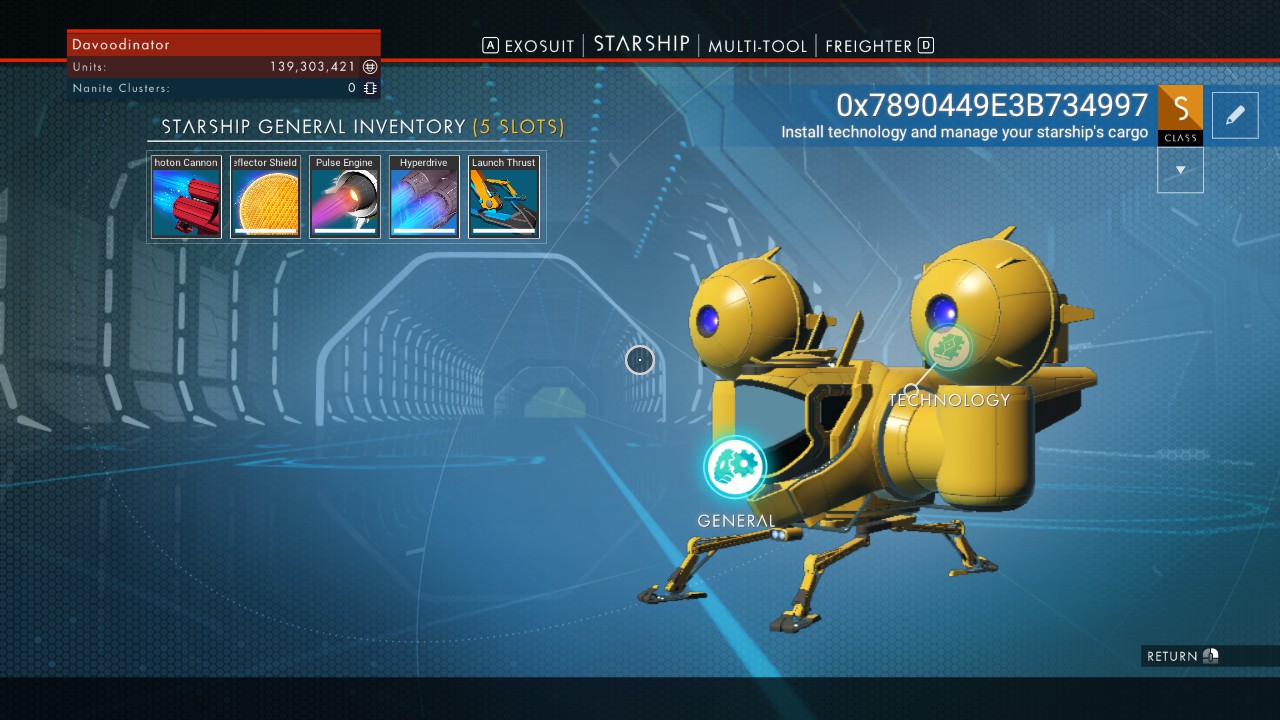 Davoodinator
Units: 139,303,421
Nanite Clusters: 0
A EXOSUIT STARSHIP MULTI-TOOL FREIGHTER D
STARSHIP GENERAL INVENTORY (5 SLOTS)
0x7890449E3B734997
Install technology and manage your starship's cargo
S
CLASS
hoton Cannon eflector Shield Pulse Engine Hyperdrive Launch Thrust
TECHNOLOGY
GENERAL
RETURN